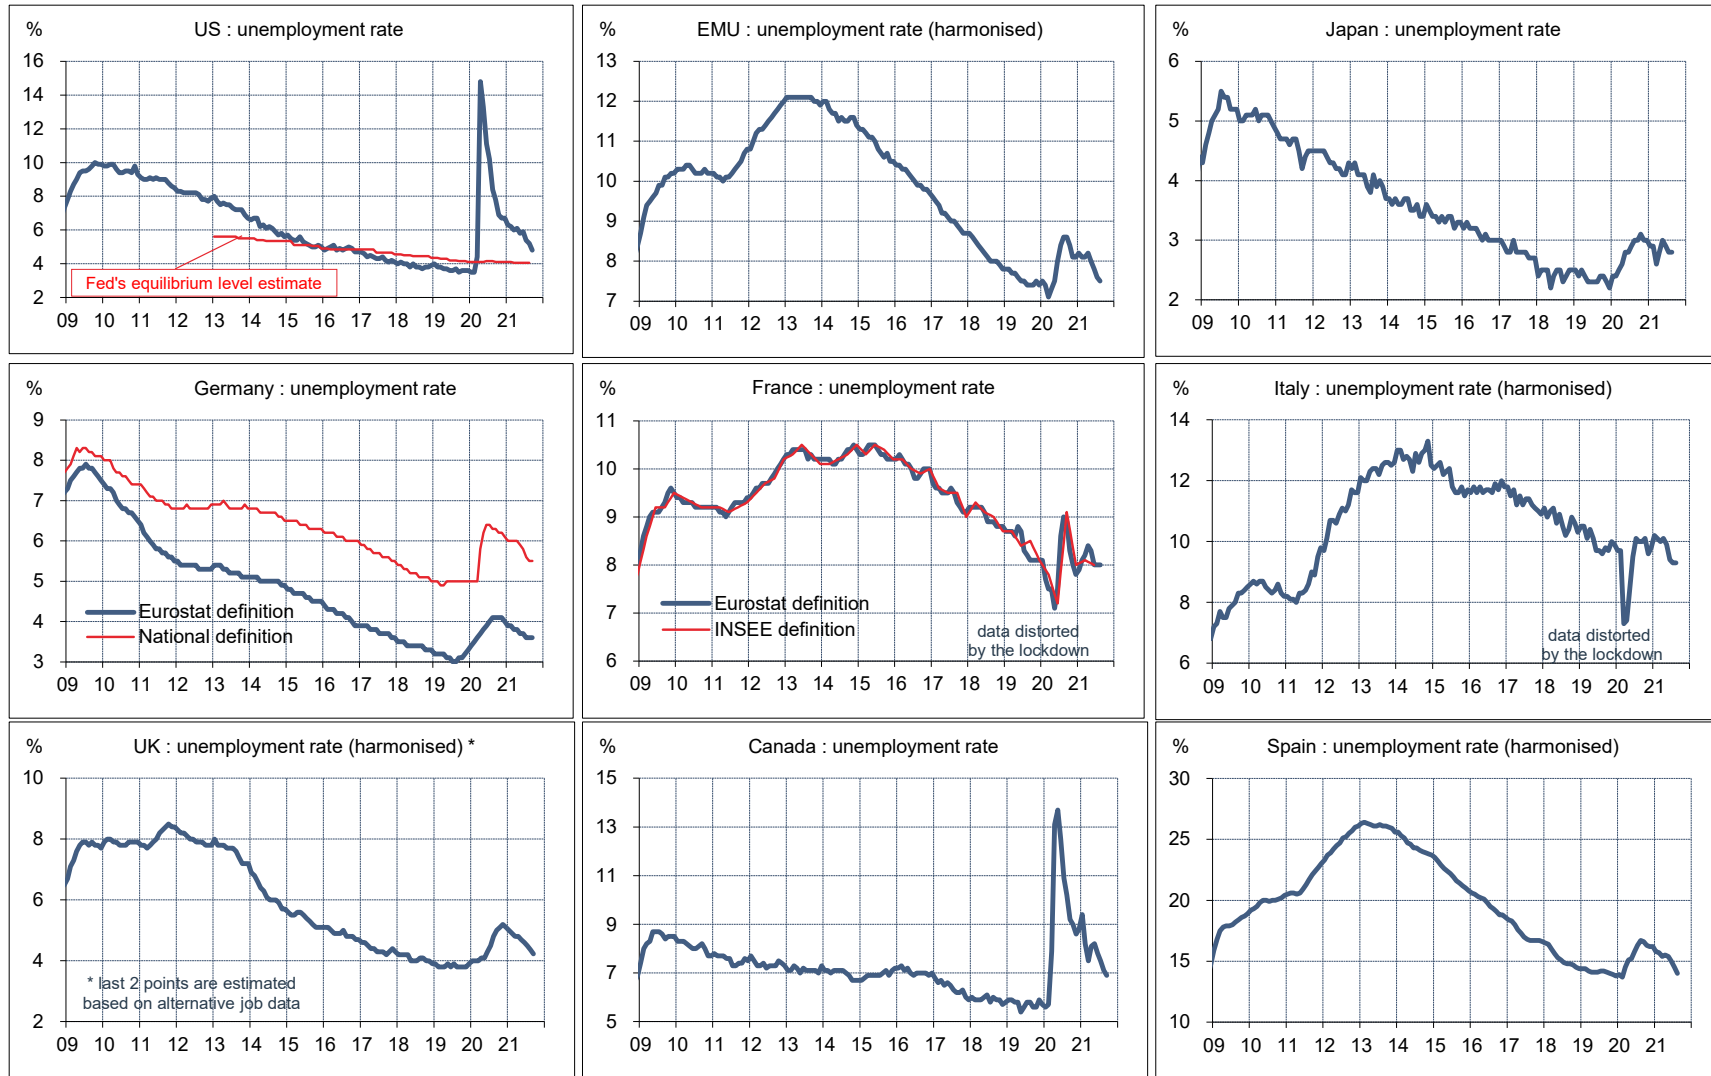 % US : unemployment rate
16
14
12
10
8
6
4
2
Fed's equilibrium level estimate
09 10 11 12 13 14 15 16 17 18 19 20 21
% EMU : unemployment rate (harmonised)
13
12
11
10
9
8
7
09 10 11 12 13 14 15 16 17 18 19 20 21
% Japan : unemployment rate
6
5
4
3
2
09 10 11 12 13 14 15 16 17 18 19 20 21
% Germany : unemployment rate
9
8
7
6
5
4
3
Eurostat definition
National definition
09 10 11 12 13 14 15 16 17 18 19 20 21
% France : unemployment rate
11
10
9
8
7
6
Eurostat definition
INSEE definition
data distorted
by the lockdown
09 10 11 12 13 14 15 16 17 18 19 20 21
% Italy : unemployment rate (harmonised)
14
12
10
8
6
data distorted
by the lockdown
09 10 11 12 13 14 15 16 17 18 19 20 21
% UK : unemployment rate (harmonised) *
10
8
6
4
2
* last 2 points are estimated
based on alternative job data
09 10 11 12 13 14 15 16 17 18 19 20 21
% Canada : unemployment rate
15
13
11
9
7
5
09 10 11 12 13 14 15 16 17 18 19 20 21
% Spain : unemployment rate (harmonised)
30
25
20
15
10
09 10 11 12 13 14 15 16 17 18 19 20 21